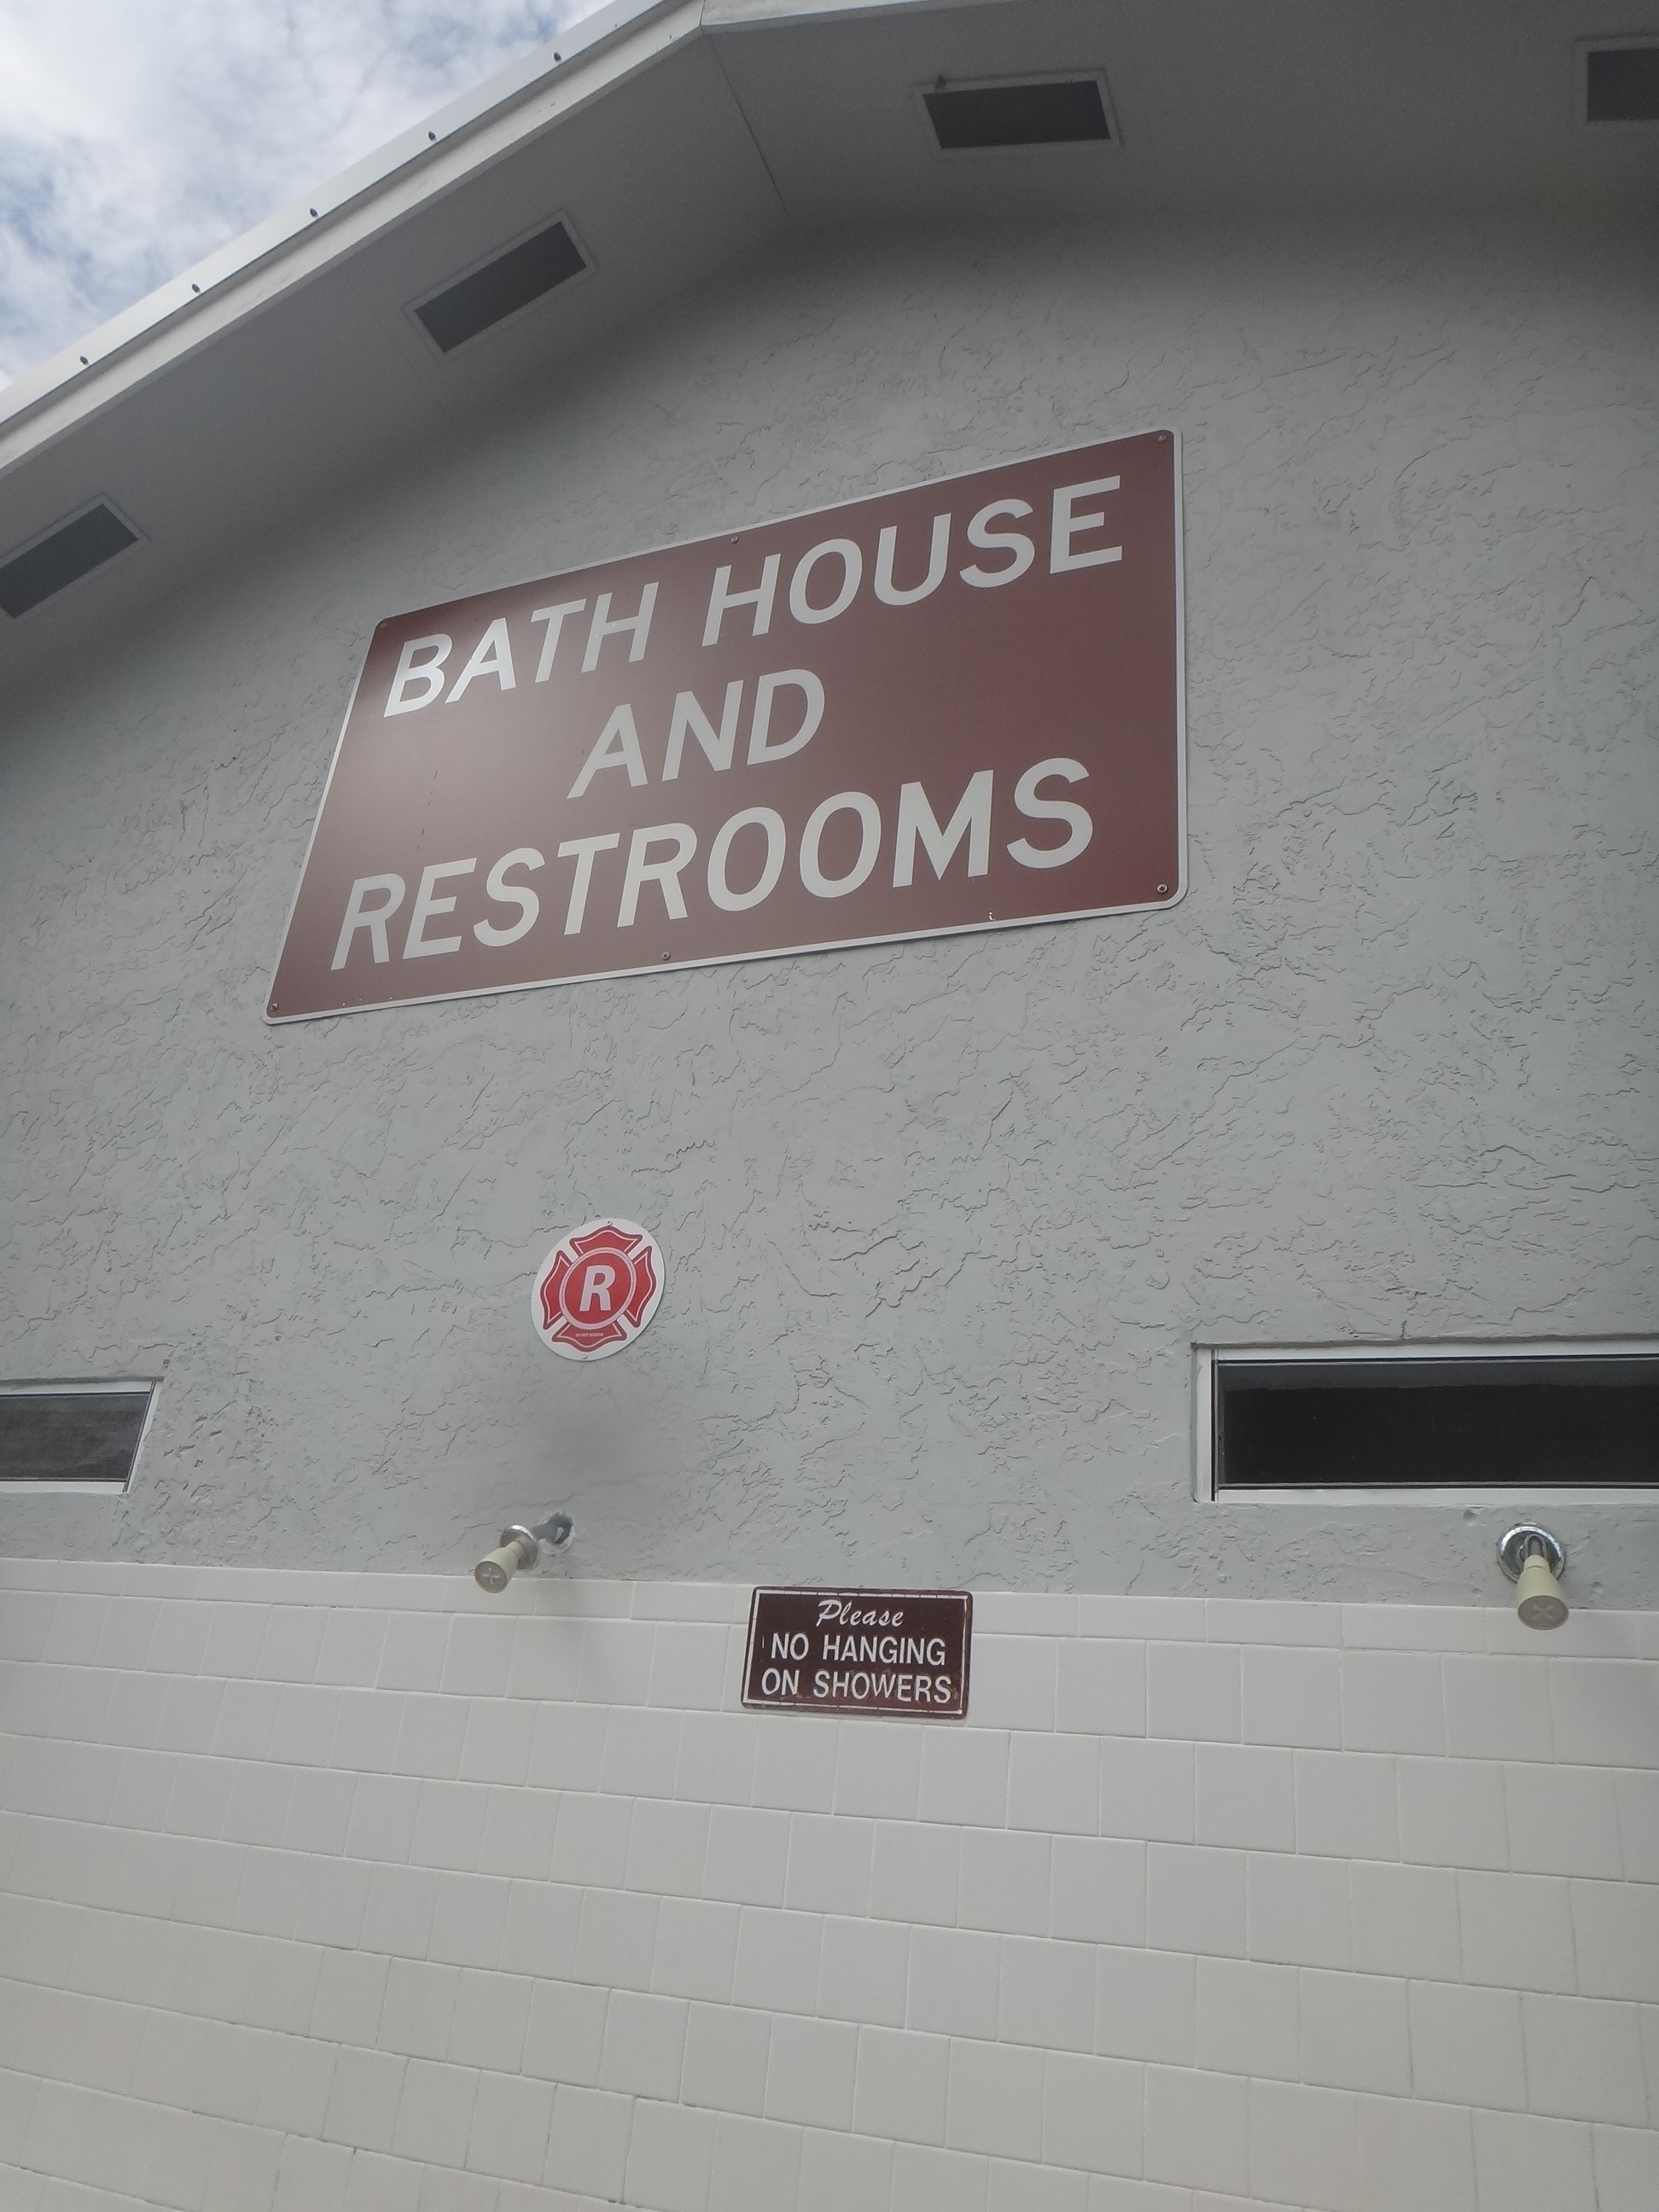 BATH HOUSE
AND
RESTROOMS
R
Please
NO HANGING
ON SHOWERS